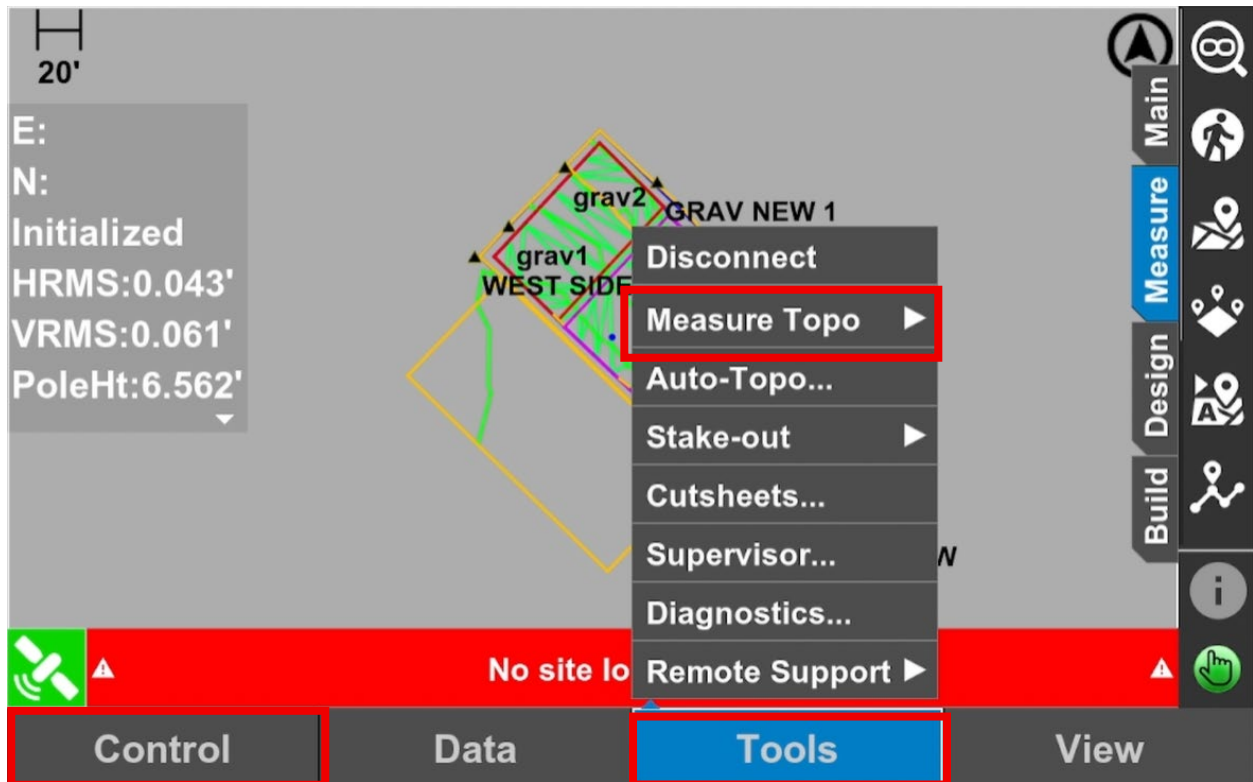 20'
E:
N:
Initialized
HRMS:0.043'
VRMS:0.061'
PoleHt:6.562'
grav2
GRAV NEW 1
grav1
WEST SIDE
Disconnect
Measure Topo
Auto-Topo...
Stake-out
Cutsheets...
Supervisor...
Diagnostics...
Remote Support
W
Main
Measure
Design
Build
A
i
No site lo
Control
Data
Tools
View